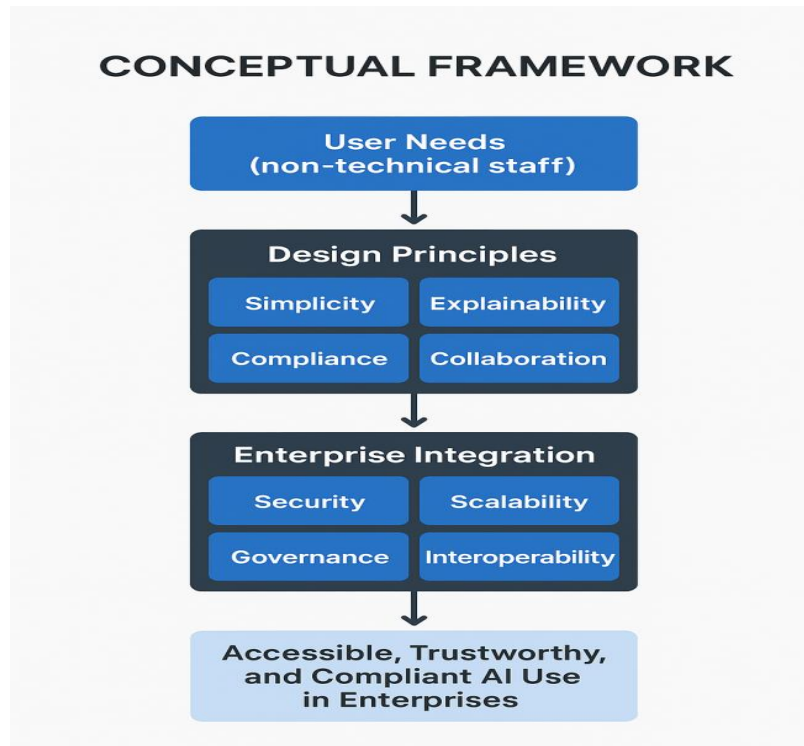 CONCEPTUAL FRAMEWORK
User Needs
(non-technical staff)
Design Principles
Simplicity
Explainability
Compliance
Collaboration
Enterprise Integration
Security
Scalability
Governance
Interoperability
Accessible, Trustworthy,
and Compliant AI Use
in Enterprises